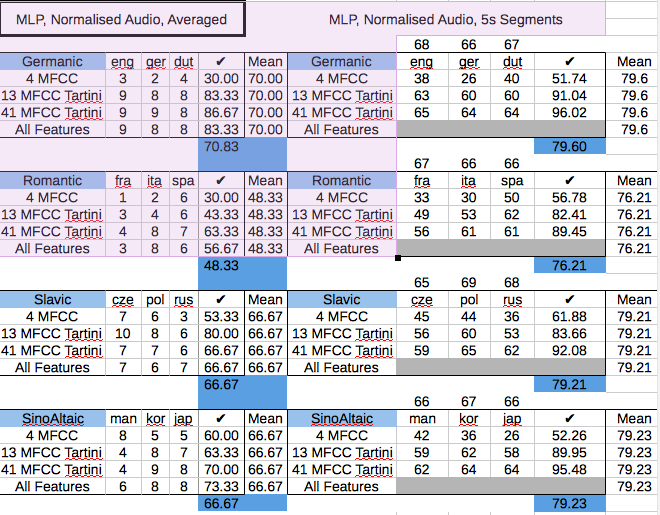 MLP, Normalised Audio, Averaged MLP, Normalised Audio, 5s Segments
68 66 67
Germanic eng ger dut ✔ Mean Germanic eng ger dut ✔ Mean
4 MFCC 3 2 4 30.00 70.00 4 MFCC 38 26 40 51.74 79.6
13 MFCC Tartini 9 8 8 83.33 70.00 13 MFCC Tartini 63 60 60 91.04 79.6
41 MFCC Tartini 9 9 8 86.67 70.00 41 MFCC Tartini 65 64 64 96.02 79.6
All Features 9 8 8 83.33 70.00 All Features 79.6
70.83 79.60
67 66 66
Romantic fra ita spa ✔ Mean Romantic fra ita spa ✔ Mean
4 MFCC 1 2 6 30.00 48.33 4 MFCC 33 30 50 56.78 76.21
13 MFCC Tartini 3 4 6 43.33 48.33 13 MFCC Tartini 49 53 62 82.41 76.21
41 MFCC Tartini 4 8 7 63.33 48.33 41 MFCC Tartini 56 61 61 89.45 76.21
All Features 3 8 6 56.67 48.33 All Features 76.21
48.33 76.21
65 69 68
Slavic cze pol rus ✔ Mean Slavic cze pol rus ✔ Mean
4 MFCC 7 6 3 53.33 66.67 4 MFCC 45 44 36 61.88 79.21
13 MFCC Tartini 10 8 6 80.00 66.67 13 MFCC Tartini 56 60 53 83.66 79.21
41 MFCC Tartini 7 7 6 66.67 66.67 41 MFCC Tartini 59 65 62 92.08 79.21
All Features 7 6 7 66.67 66.67 All Features 79.21
66.67 79.21
66 67 66
SinoAltaic man kor jap ✔ Mean SinoAltaic man kor jap ✔ Mean
4 MFCC 8 5 5 60.00 66.67 4 MFCC 42 36 26 52.26 79.23
13 MFCC Tartini 4 8 7 63.33 66.67 13 MFCC Tartini 59 62 58 89.95 79.23
41 MFCC Tartini 4 9 8 70.00 66.67 41 MFCC Tartini 62 64 64 95.48 79.23
All Features 6 8 8 73.33 66.67 All Features 79.23
66.67 79.23